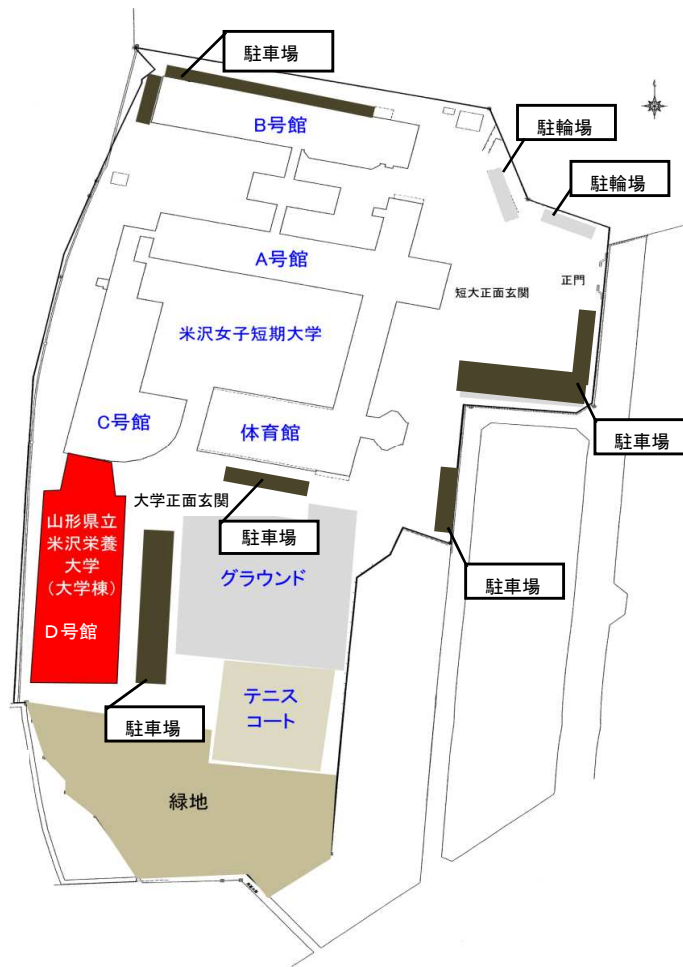 駐車場
B号館
駐輪場
駐輪場
A号館
正門
短大正面玄関
米沢女子短期大学
C号館
体育館
駐車場
大学正面玄関
山形県立
米沢栄養
大学
（大学棟）
D号館
駐車場
グラウンド
駐車場
テニス
コート
駐車場
緑地